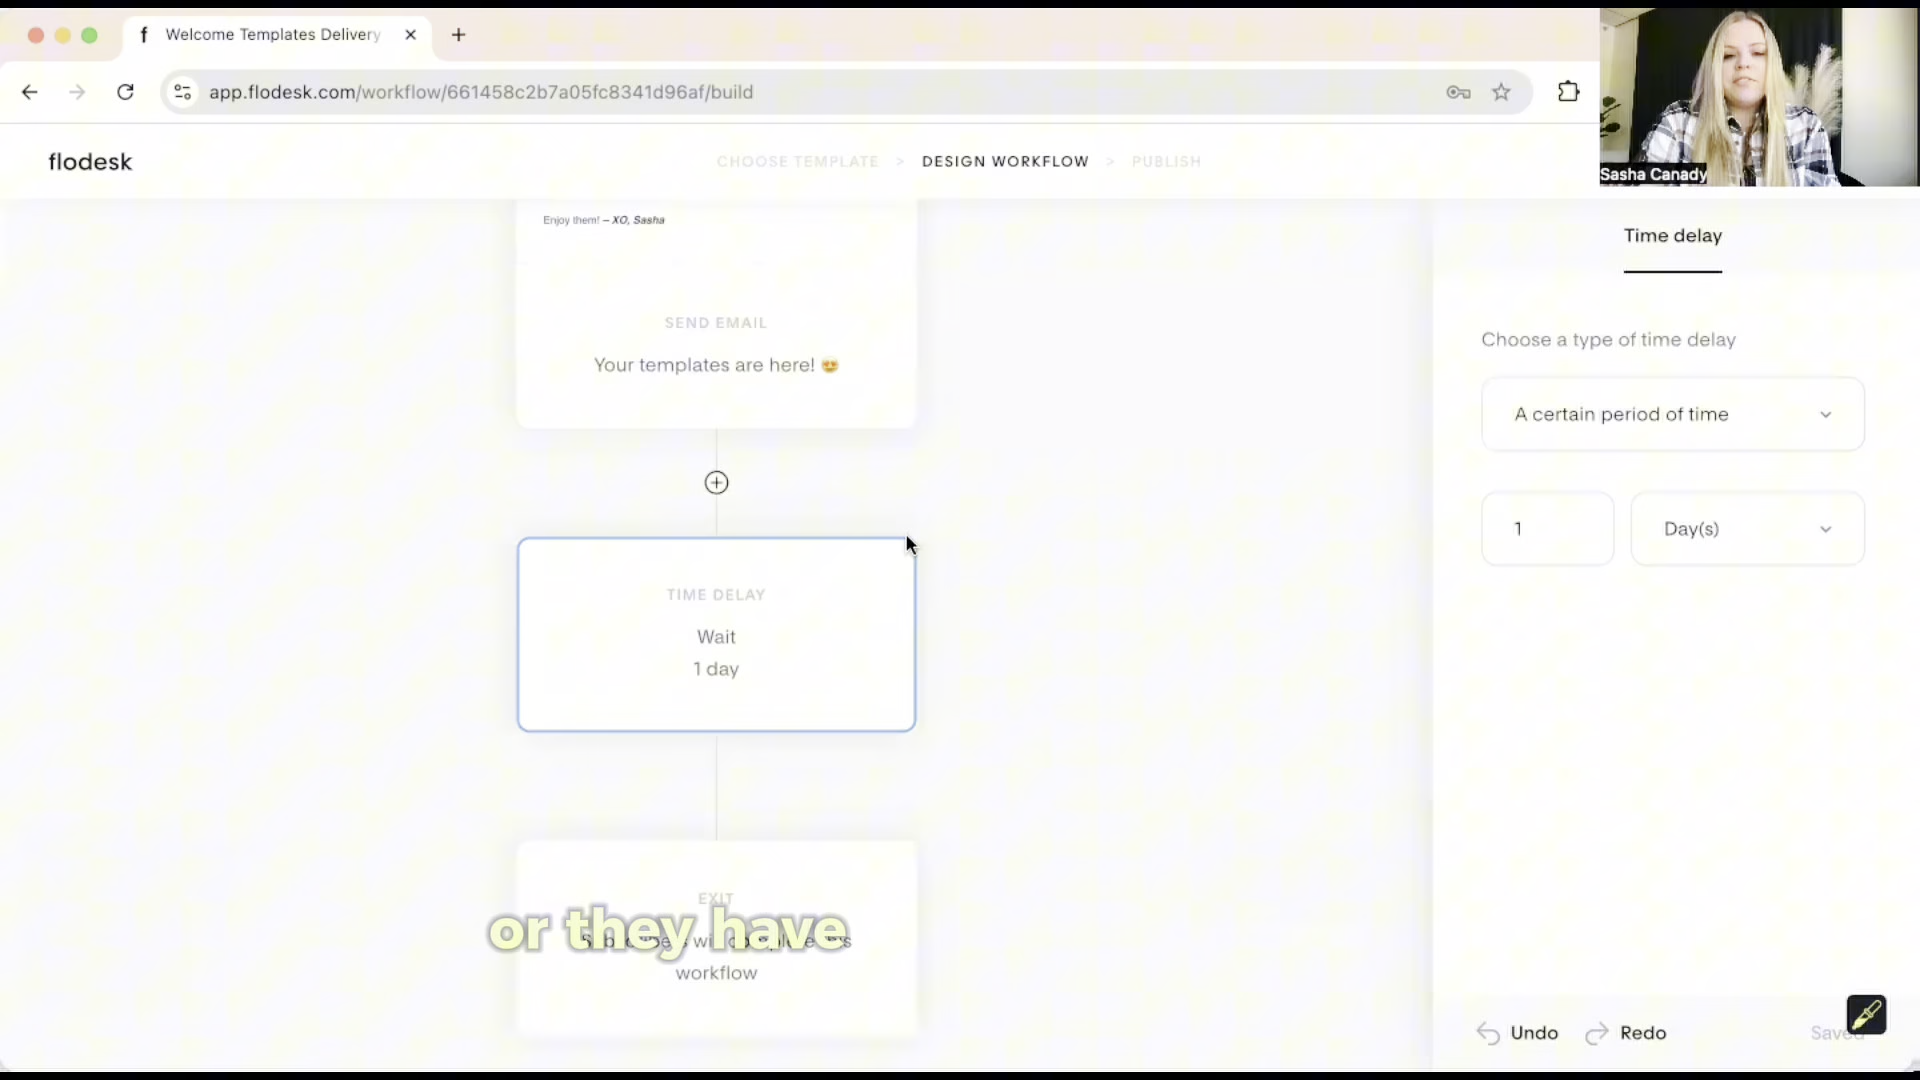 Welcome Templates Delivery
app.flodesk.com/workflow/661458c2b7a05fc8341d96af/build
Sasha Canady
flodesk
CHOOSE TEMPLATE > DESIGN WORKFLOW > PUBLISH
Enjoy them! – XO, Sasha
SEND EMAIL
Your templates are here! 😍
TIME DELAY
Wait
1 day
EXIT
or they have
workflow
Time delay
Choose a type of time delay
A certain period of time
1
Day(s)
Undo
Redo